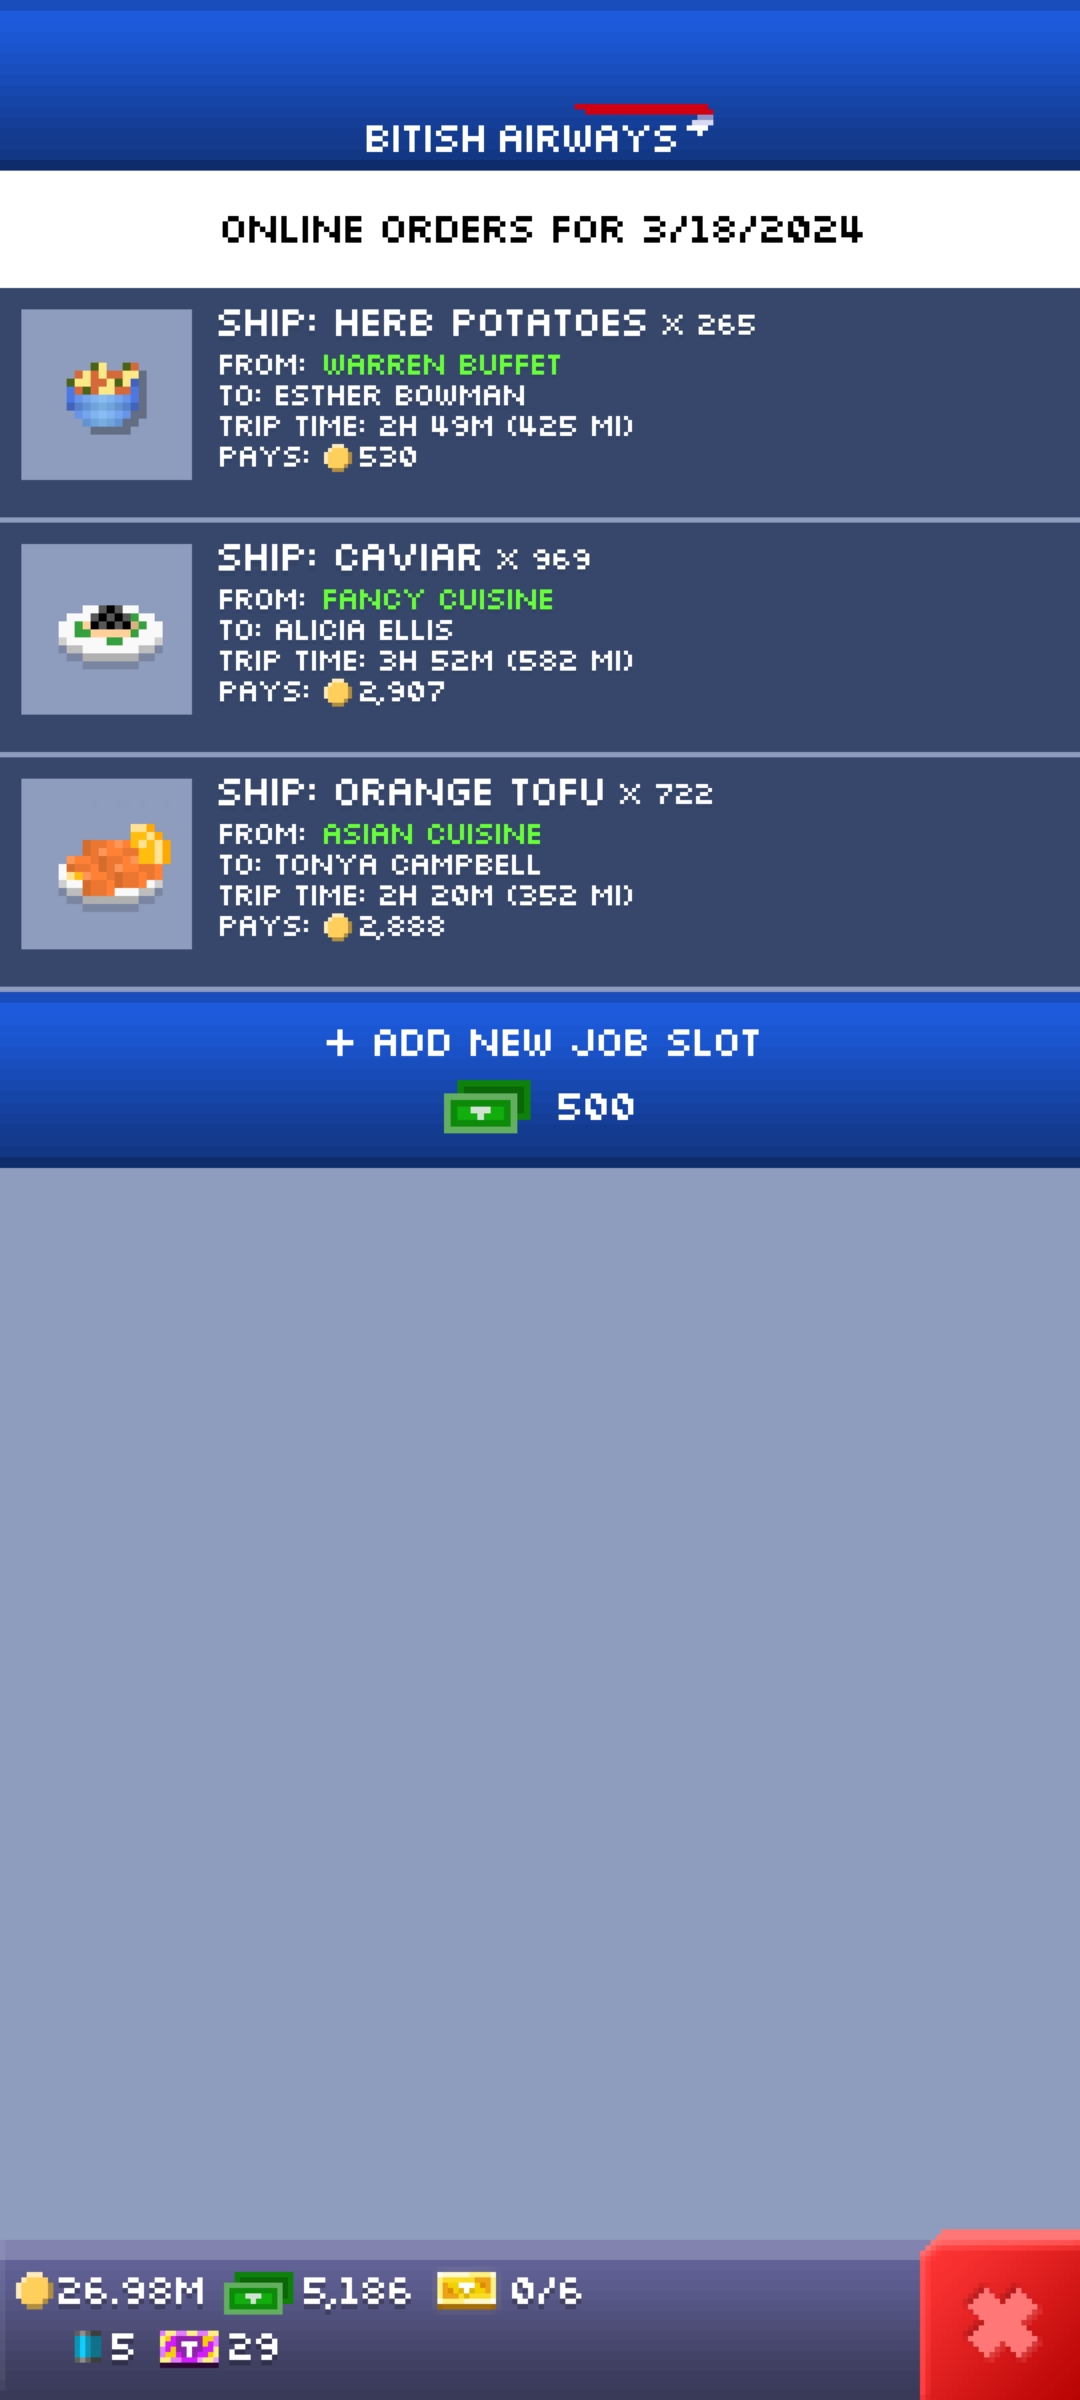 BITISH AIRWAYS
ONLINE ORDERS FOR 3/18/2024
SHIP: HERB POTATOES X 265
FROM: WARREN BUFFET
TO: ESTHER BOWMAN
TRIP TIME: 2H 49M (425 MI)
PAYS: 530
SHIP: CAVIAR X 969
FROM: FANCY CUISINE
TO: ALICIA ELLIS
TRIP TIME: 3H 52M (582 MI)
PAYS: 2,907
SHIP: ORANGE TOFU X 722
FROM: ASIAN CUISINE
TO: TONYA CAMPBELL
TRIP TIME: 2H 20M (352 MI)
PAYS: 2,888
+ ADD NEW JOB SLOT
500
26.98M 5,186 0/6
5 29